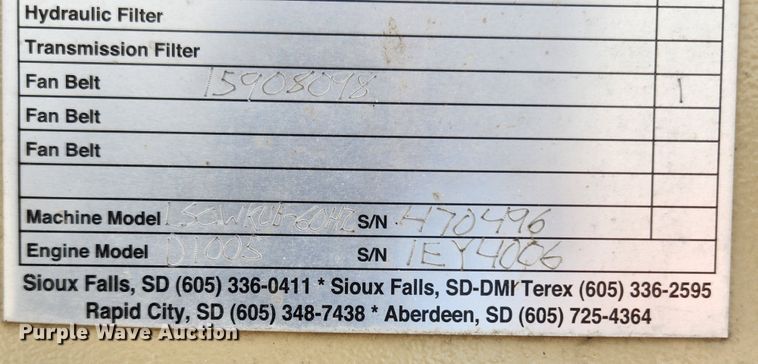 Hydraulic Filter
Transmission Filter
Fan Belt 15908098 1
Fan Belt
Fan Belt
Machine Model S/N H70496
Engine Model D1005 S/N 1EY4006
Sioux Falls, SD (605) 336-0411 * Sioux Falls, SD-DMI Terex (605) 336-2595
Rapid City, SD (605) 348-7438 * Aberdeen, SD (605) 725-4364
Purple Wave Auction